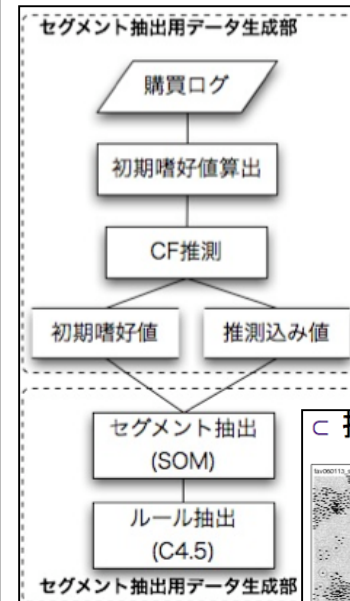 セグメント抽出用データ生成部
購買ログ
初期嗜好値算出
CF推測
初期嗜好値
推測込み値
セグメント抽出
(SOM)
ルール抽出
(C4.5)
セグメント抽出用データ生成部